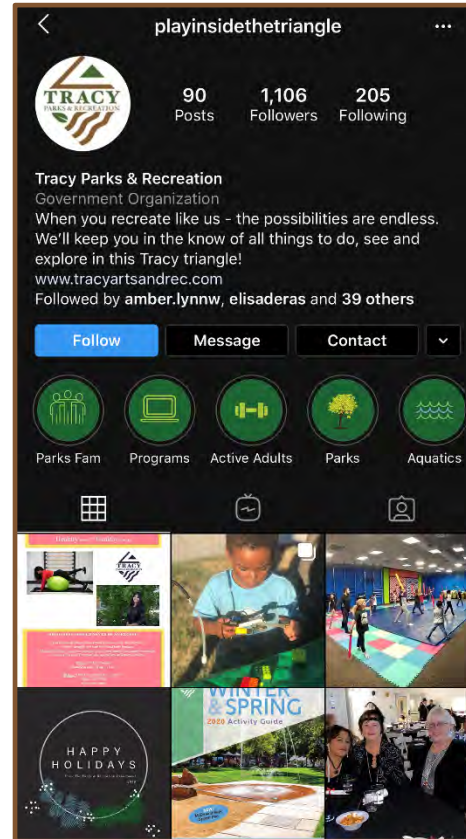 playinsidethetriangle
TRACY
PARKS & RECREATION
90 1,106 205
Posts Followers Following
Tracy Parks & Recreation
Government Organization
When you recreate like us - the possibilities are endless.
We'll keep you in the know of all things to do, see and
explore in this Tracy triangle!
www.tracyartsandrec.com
Followed by amber.lynnw, elisaderas and 39 others
Follow Message Contact
Parks Fam Programs Active Adults Parks Aquatics
TRACY
HAPPY
HOLIDAYS
WINTER
& SPRING
2020 Activity Guide